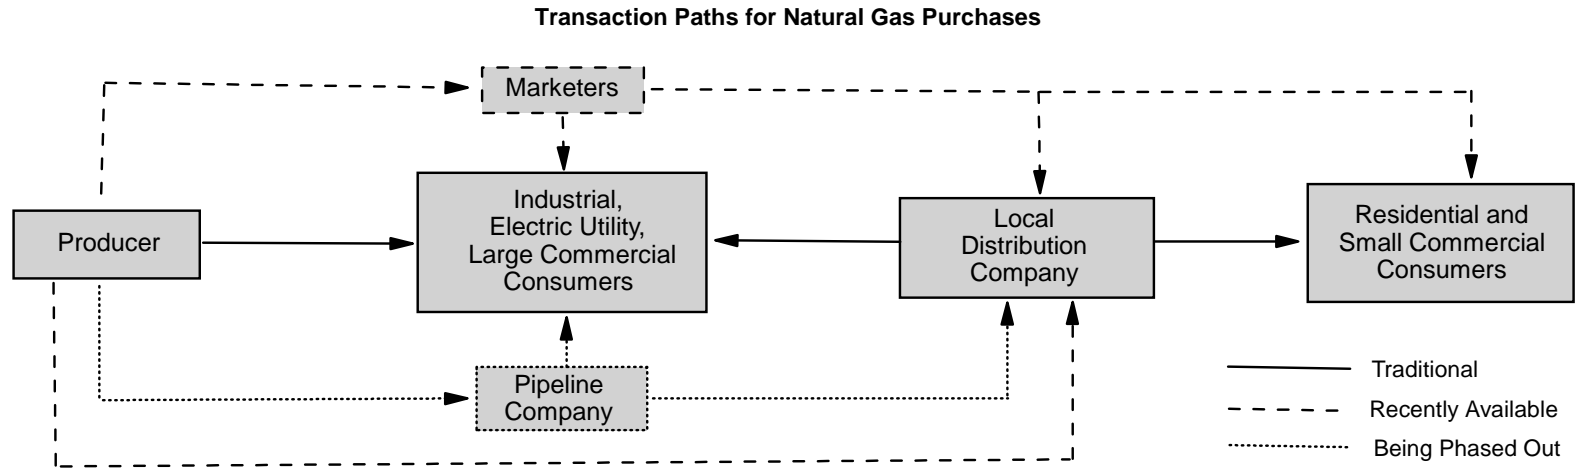 Transaction Paths for Natural Gas Purchases
Marketers
Producer
Industrial,
Electric Utility,
Large Commercial
Consumers
Local
Distribution
Company
Residential and
Small Commercial
Consumers
Pipeline
Company
Traditional
Recently Available
Being Phased Out